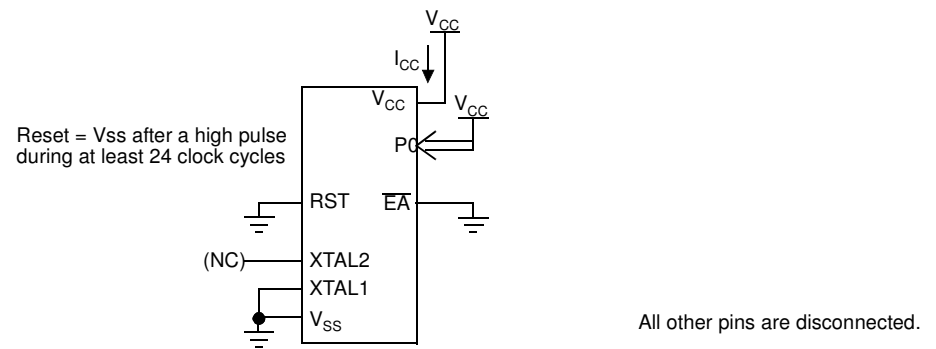 VCC
ICC
VCC
VCC
Reset = Vss after a high pulse
during at least 24 clock cycles
P0
RST
EA
(NC)
XTAL2
XTAL1
VSS
All other pins are disconnected.